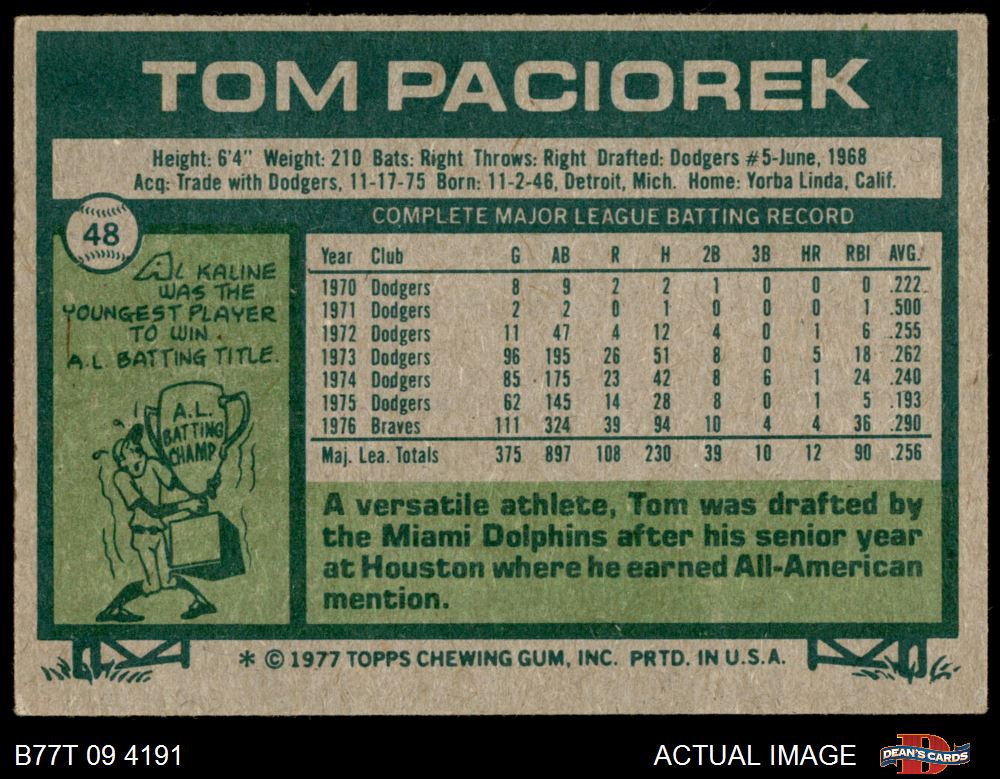 TOM PACIOREK
Height: 6'4" Weight: 210 Bats: Right Throws: Right Drafted: Dodgers #5-June, 1968
Acq: Trade with Dodgers, 11-17-75 Born: 11-2-46, Detroit, Mich. Home: Yorba Linda, Calif.
48
COMPLETE MAJOR LEAGUE BATTING RECORD
Year Club G AB R H 2B 3B HR RBI AVG.
1970 Dodgers 8 9 2 2 1 0 0 0 .222
1971 Dodgers 2 2 0 1 0 0 0 1 .500
1972 Dodgers 11 47 4 12 4 0 1 6 .255
1973 Dodgers 96 195 26 51 8 0 5 18 .262
1974 Dodgers 85 175 23 42 8 6 1 24 .240
1975 Dodgers 62 145 14 28 8 0 1 5 .193
1976 Braves 111 324 39 94 10 4 4 36 .290
Maj. Lea. Totals 375 897 108 230 39 10 12 90 .256
AL KALINE
WAS THE
YOUNGEST PLAYER
TO WIN
A.L. BATTING TITLE.
A.L.
BATTING
CHAMP
A versatile athlete, Tom was drafted by
the Miami Dolphins after his senior year
at Houston where he earned All-American
mention.
* © 1977 TOPPS CHEWING GUM, INC. PRTD. IN U.S.A.
B77T 09 4191
ACTUAL IMAGE
DEAN'S CARDS